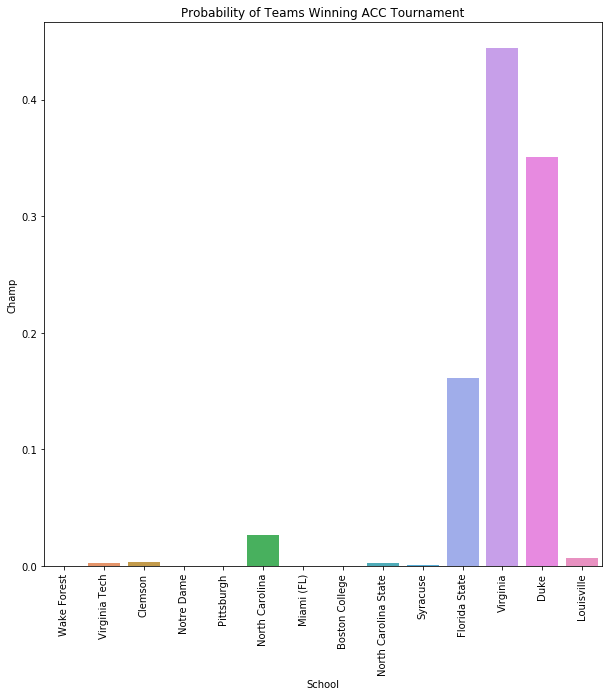 Probability of Teams Winning ACC Tournament
0.4
0.3
0.2
0.1
0.0
Champ
Wake Forest
Virginia Tech
Clemson
Notre Dame
Pittsburgh
North Carolina
Miami (FL)
Boston College
North Carolina State
Syracuse
Florida State
Virginia
Duke
Louisville
School